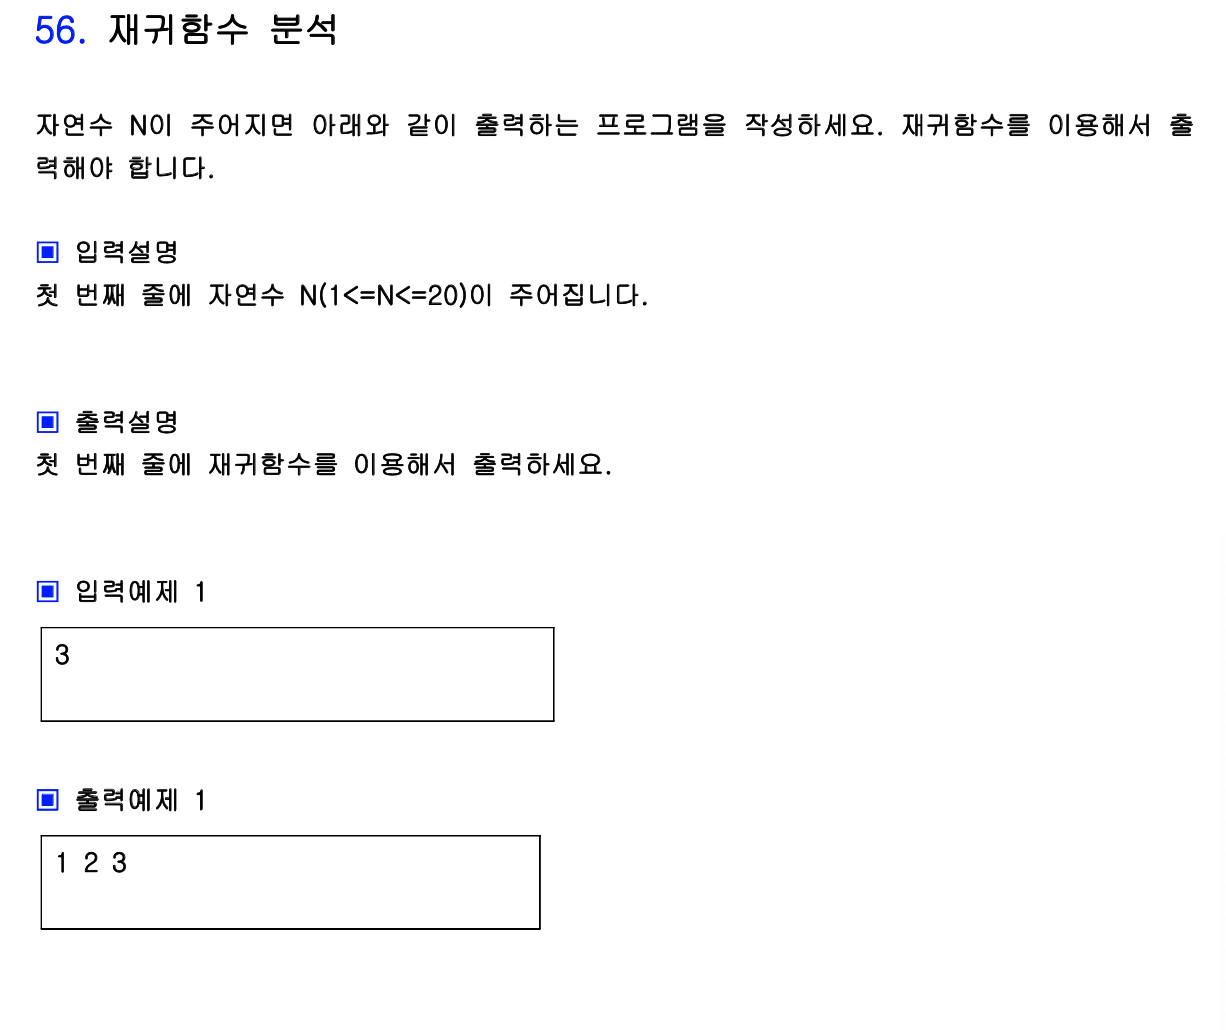 56. 재귀함수 분석
자연수 N이 주어지면 아래와 같이 출력하는 프로그램을 작성하세요. 재귀함수를 이용해서 출
력해야 합니다.
▣ 입력설명
첫 번째 줄에 자연수 N(1<=N<=20)이 주어집니다.
▣ 출력설명
첫 번째 줄에 재귀함수를 이용해서 출력하세요.
▣ 입력예제 1
3
▣ 출력예제 1
1 2 3